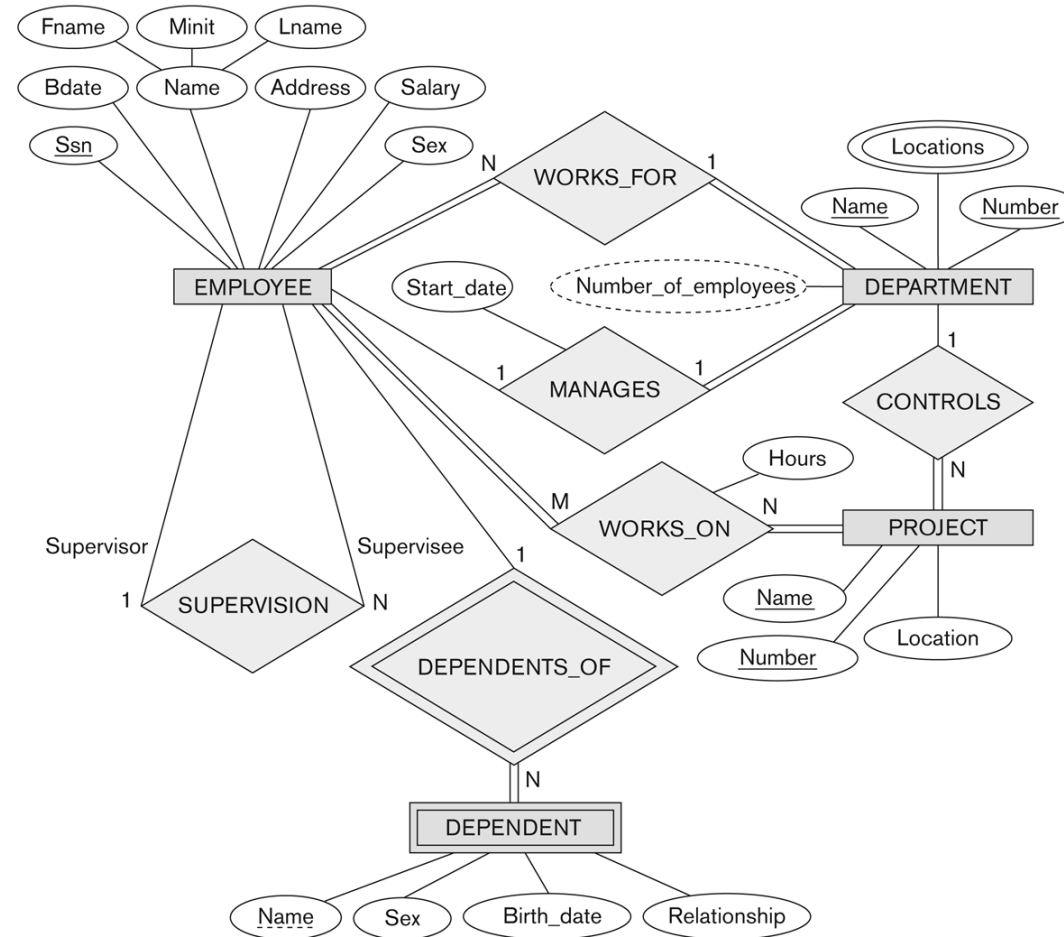 Fname
Minit
Lname
Bdate
Name
Address
Salary
Ssn
Sex
N
WORKS_FOR
1
Locations
Name
Number
EMPLOYEE
Start_date
Number_of_employees
DEPARTMENT
1
MANAGES
1
1
CONTROLS
N
Hours
M
WORKS_ON
N
PROJECT
Supervisor
Supervisee
1
SUPERVISION
N
1
Name
Number
Location
DEPENDENTS_OF
N
DEPENDENT
Name
Sex
Birth_date
Relationship